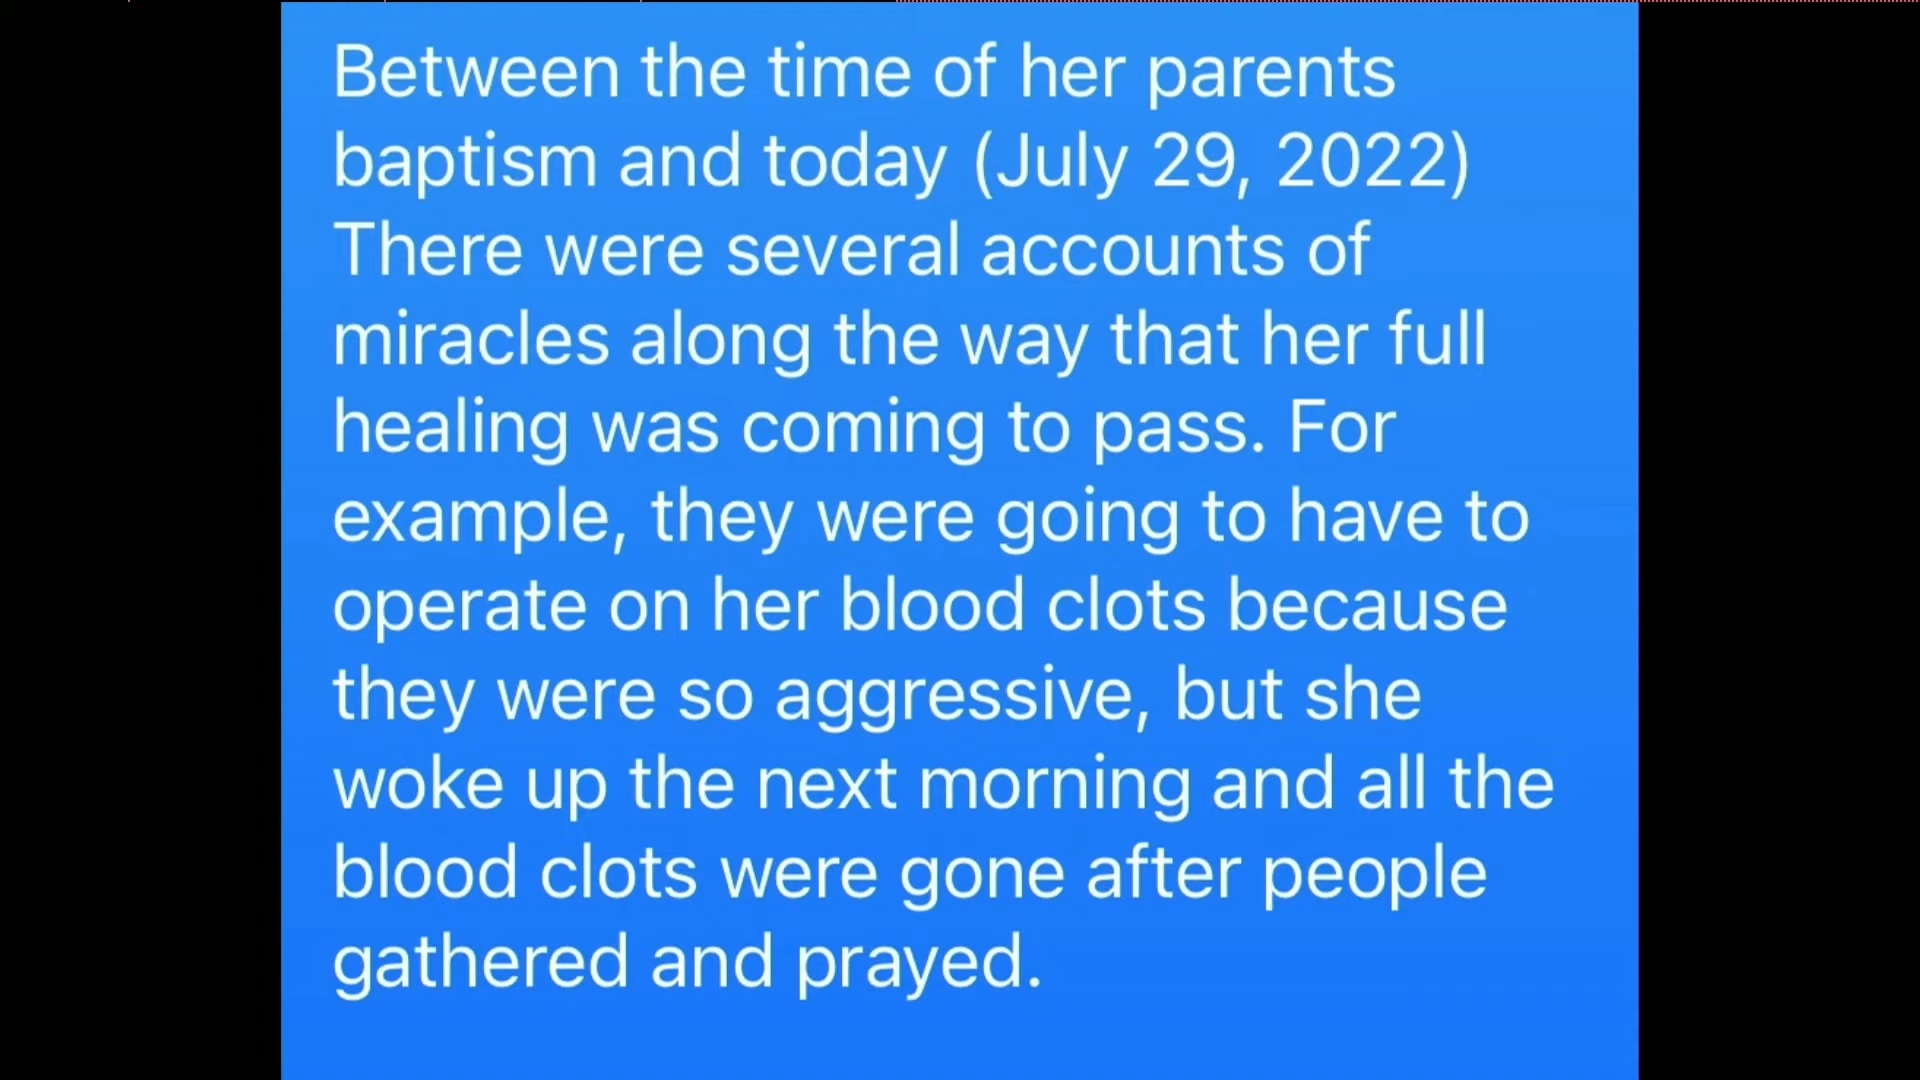 Between the time of her parents
baptism and today (July 29, 2022)
There were several accounts of
miracles along the way that her full
healing was coming to pass. For
example, they were going to have to
operate on her blood clots because
they were so aggressive, but she
woke up the next morning and all the
blood clots were gone after people
gathered and prayed.